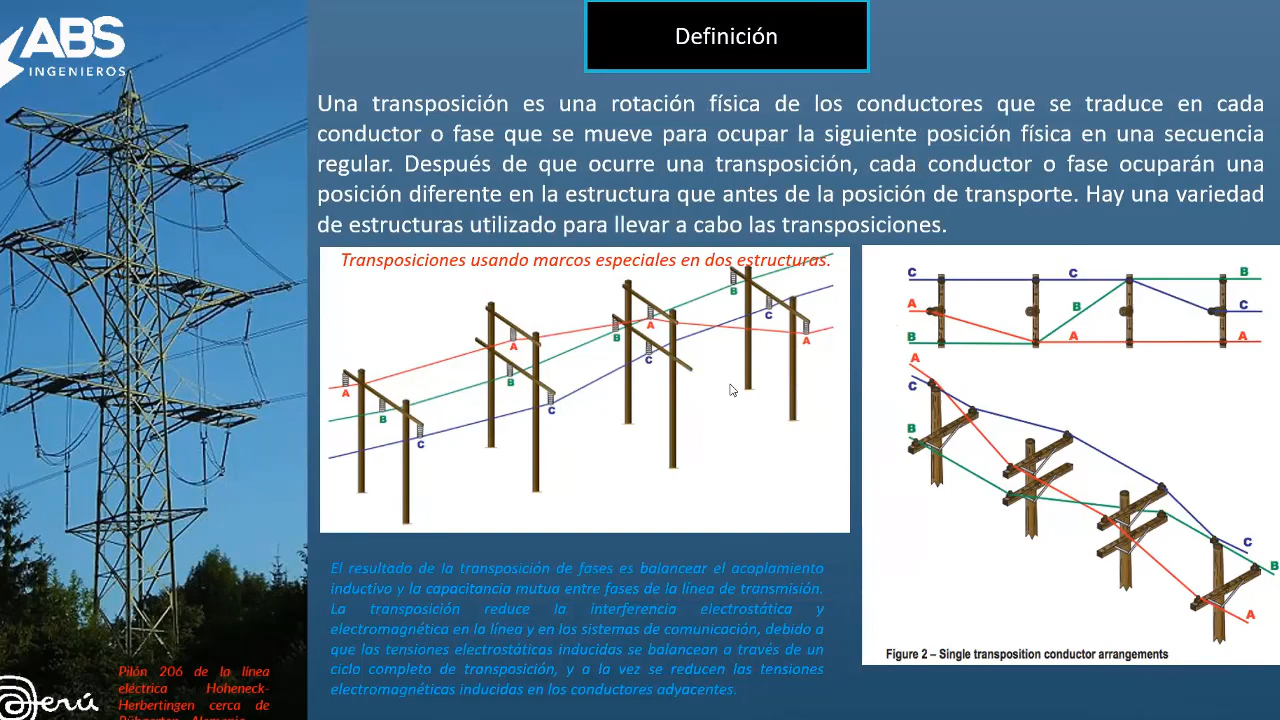 ABS
INGENIEROS
Definición
Una transposición es una rotación física de los conductores que se traduce en cada
conductor o fase que se mueve para ocupar la siguiente posición física en una secuencia
regular. Después de que ocurre una transposición, cada conductor o fase ocuparán una
posición diferente en la estructura que antes de la posición de transporte. Hay una variedad
de estructuras utilizado para llevar a cabo las transposiciones.
Transposiciones usando marcos especiales en dos estructuras.
A
B
C
A
B
C
B
A
C
B
C
A
C
C
B
A
B
C
B
A
A
A
C
B
C
B
A
Figure 2 – Single transposition conductor arrangements
El resultado de la transposición de fases es balancear el acoplamiento
inductivo y la capacitancia mutua entre fases de la línea de transmisión.
La transposición reduce la interferencia electrostática y
electromagnética en la línea y en los sistemas de comunicación, debido a
que las tensiones electrostáticas inducidas se balancean a través de un
ciclo completo de transposición, y a la vez se reducen las tensiones
electromagnéticas inducidas en los conductores adyacentes.
Pilón 206 de la línea
eléctrica Hoheneck-
Herbertingen cerca de
Perú